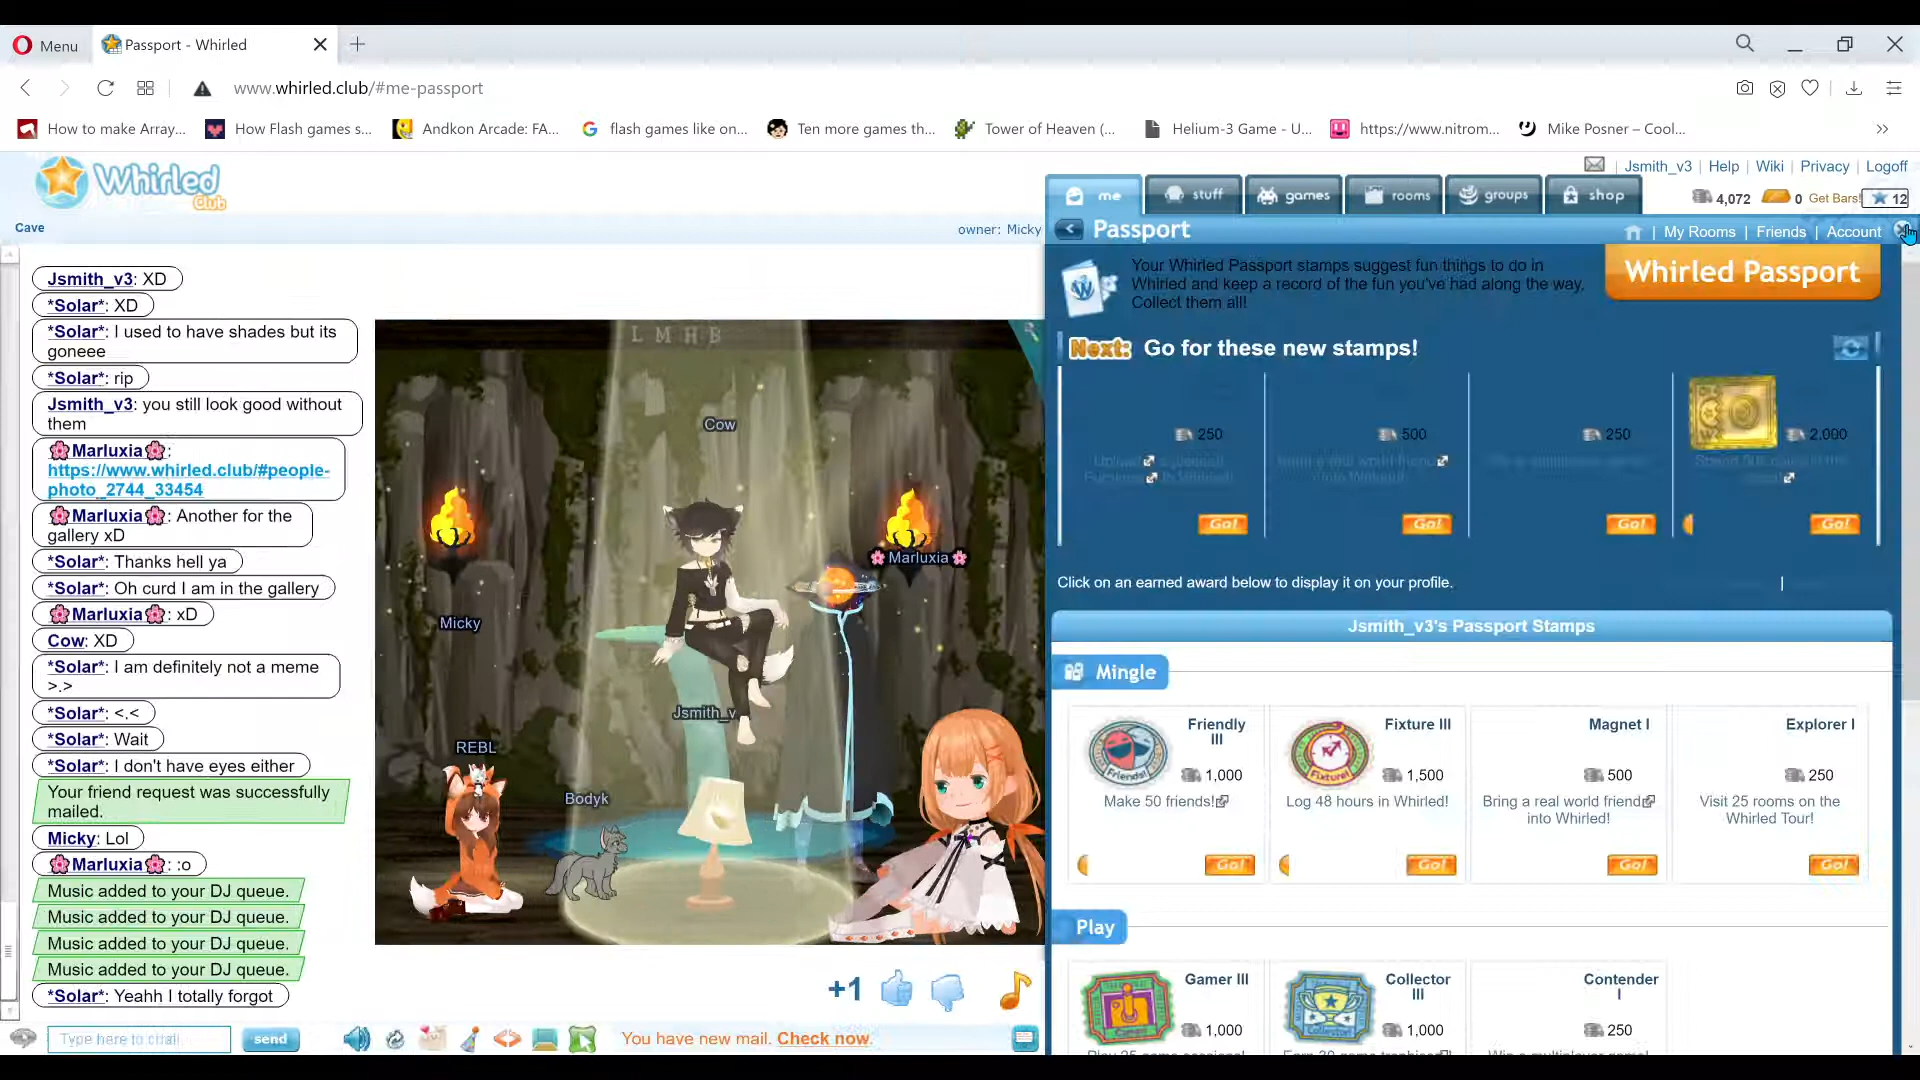 Menu
Passport - Whirled
www.whirled.club/#me-passport
How to make Array...
How Flash games s...
Andkon Arcade: FA...
flash games like on...
Ten more games th...
Tower of Heaven (...
Helium-3 Game - U...
https://www.nitrom...
Mike Posner – Cool...
Whirled
Club
Jsmith_v3 | Help | Wiki | Privacy | Logoff
me
stuff
games
rooms
groups
shop
4,072
0
Get Bars!
12
Cave
owner: Micky
Passport
My Rooms | Friends | Account
Jsmith_v3: XD
*Solar*: XD
*Solar*: I used to have shades but its
goneee
*Solar*: rip
Jsmith_v3: you still look good without
them
🌸Marluxia🌸:
https://www.whirled.club/#people-
photo_2744_33454
🌸Marluxia🌸: Another for the
gallery xD
*Solar*: Thanks hell ya
*Solar*: Oh curd I am in the gallery
🌸Marluxia🌸: xD
Cow: XD
*Solar*: I am definitely not a meme
>.>
*Solar*: <.<
*Solar*: Wait
*Solar*: I don't have eyes either
Your friend request was successfully
mailed.
Micky: Lol
🌸Marluxia🌸: :o
Music added to your DJ queue.
Music added to your DJ queue.
Music added to your DJ queue.
Music added to your DJ queue.
*Solar*: Yeahh I totally forgot
Type here to chat
send
L M H B
Cow
🌸 Marluxia 🌸
Micky
Jsmith_v
REBL
Bodyk
+1
You have new mail. Check now.
Your Whirled Passport stamps suggest fun things to do in
Whirled and keep a record of the fun you've had along the way,
Collect them all!
Whirled Passport
Next: Go for these new stamps!
250
500
250
2,000
Go!
Go!
Go!
Go!
Click on an earned award below to display it on your profile.
Jsmith_v3's Passport Stamps
Mingle
Friends!
Friendly
III
1,000
Make 50 friends!
Go!
Fixture!
Fixture III
1,500
Log 48 hours in Whirled!
Go!
Magnet I
500
Bring a real world friend
into Whirled!
Go!
Explorer I
250
Visit 25 rooms on the
Whirled Tour!
Go!
Play
Gamer III
1,000
Collector
III
1,000
Contender
I
250